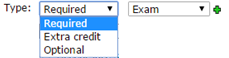 Type: Required Exam
Required
Extra credit
Optional